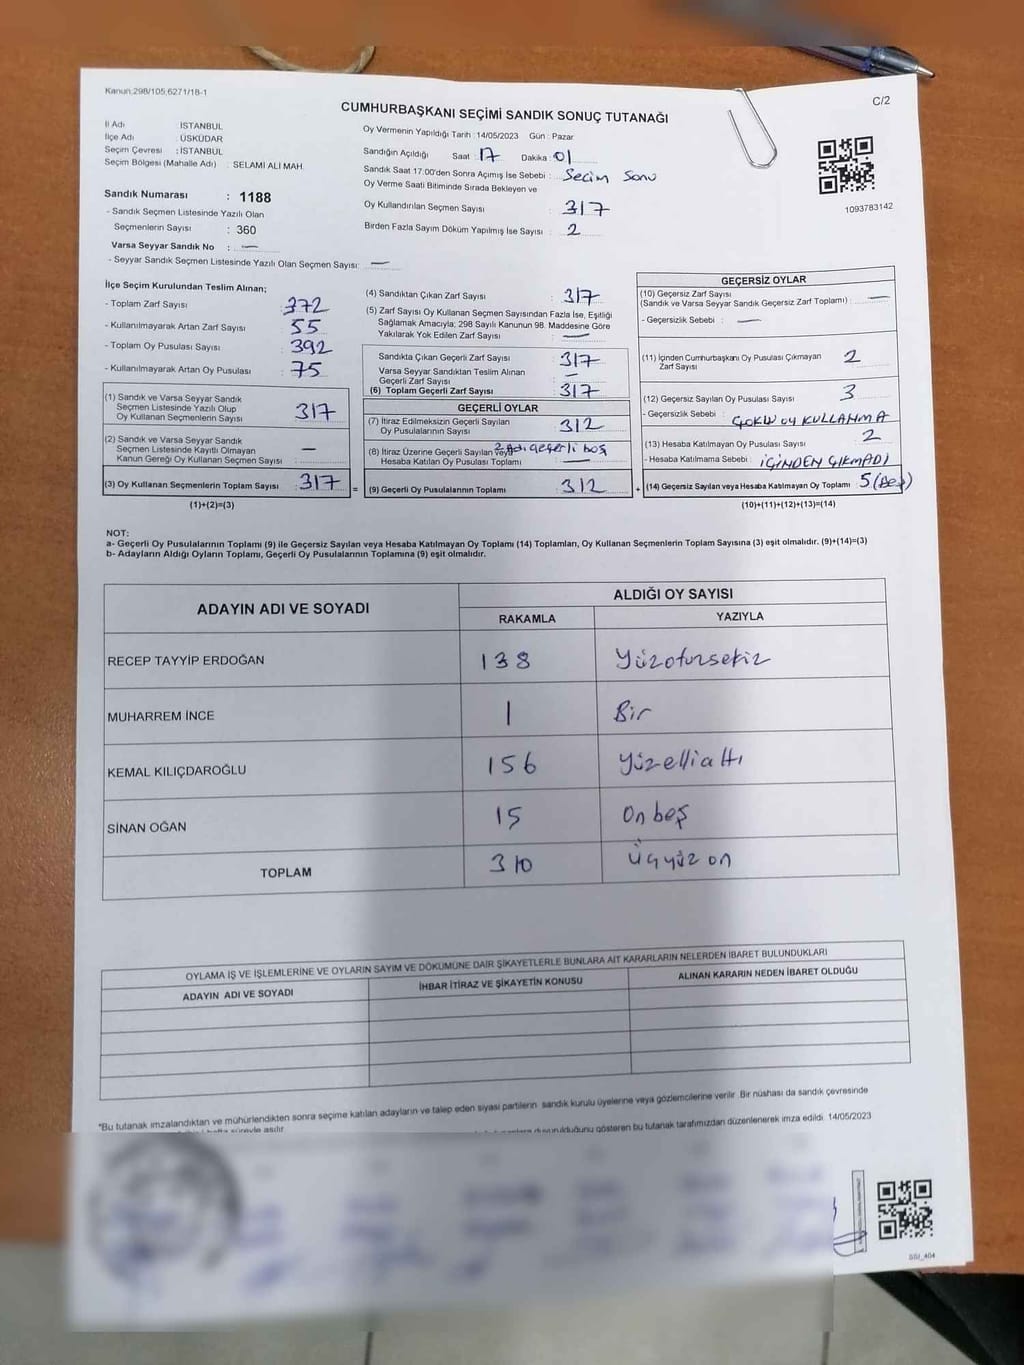 Kanun:298/105,6271/18-1
C/2
CUMHURBAŞKANI SEÇİMİ SANDIK SONUÇ TUTANAĞI
İl Adı : İSTANBUL
İlçe Adı : ÜSKÜDAR
Seçim Çevresi : İSTANBUL
Seçim Bölgesi (Mahalle Adı) : SELAMİ ALİ MAH.
Sandık Numarası : 1188
- Sandık Seçmen Listesinde Yazılı Olan
Seçmenlerin Sayısı : 360
Varsa Seyyar Sandık No : —
- Seyyar Sandık Seçmen Listesinde Yazılı Olan Seçmen Sayısı: —
Oy Vermenin Yapıldığı Tarih : 14/05/2023 Gün : Pazar
Sandığın Açıldığı Saat : 17 Dakika : 01
Sandık Saat 17.00'den Sonra Açımış İse Sebebi : Seçim Sonu
Oy Verme Saati Bitiminde Sırada Bekleyen ve
Oy Kullandırılan Seçmen Sayısı : 317
Birden Fazla Sayım Döküm Yapılmış İse Sayısı : 2
1093783142
İlçe Seçim Kurulundan Teslim Alınan;
- Toplam Zarf Sayısı : 372
- Kullanılmayarak Artan Zarf Sayısı : 55
- Toplam Oy Pusulası Sayısı : 392
- Kullanılmayarak Artan Oy Pusulası : 75
(1) Sandık ve Varsa Seyyar Sandık
Seçmen Listesinde Yazılı Olup
Oy Kullanan Seçmenlerin Sayısı : 317
(2) Sandık ve Varsa Seyyar Sandık
Seçmen Listesinde Kayıtlı Olmayan
Kanun Gereği Oy Kullanan Seçmen Sayısı : —
(3) Oy Kullanan Seçmenlerin Toplam Sayısı : 317 =
(1)+(2)=(3)
(4) Sandıktan Çıkan Zarf Sayısı : 317
(5) Zarf Sayısı Oy Kullanan Seçmen Sayısından Fazla İse, Eşitliği
Sağlamak Amacıyla; 298 Sayılı Kanunun 98. Maddesine Göre
Yakılarak Yok Edilen Zarf Sayısı : —
Sandıkta Çıkan Geçerli Zarf Sayısı : 317
Varsa Seyyar Sandıktan Teslim Alınan
Geçerli Zarf Sayısı : —
(6) Toplam Geçerli Zarf Sayısı : 317
GEÇERLİ OYLAR
(7) İtiraz Edilmeksizin Geçerli Sayılan
Oy Pusulalarının Sayısı : 312
2 adı geçerli boş
(8) İtiraz Üzerine Geçerli Sayılan veya
Hesaba Katılan Oy Pusulası Toplamı : —
(9) Geçerli Oy Pusulalarının Toplamı : 312 +
GEÇERSİZ OYLAR
(10) Geçersiz Zarf Sayısı
(Sandık ve Varsa Seyyar Sandık Geçersiz Zarf Toplamı) : —
- Geçersizlik Sebebi : —
(11) İçinden Cumhurbaşkanı Oy Pusulası Çıkmayan 2
Zarf Sayısı
(12) Geçersiz Sayılan Oy Pusulası Sayısı : 3
- Geçersizlik Sebebi : ÇOKLU OY KULLANMA
(13) Hesaba Katılmayan Oy Pusulası Sayısı : 2
- Hesaba Katılmama Sebebi : İÇİNDEN ÇIKMADI
(14) Geçersiz Sayılan veya Hesaba Katılmayan Oy Toplamı : 5 (Beş)
(10)+(11)+(12)+(13)=(14)
NOT:
a- Geçerli Oy Pusulalarının Toplamı (9) ile Geçersiz Sayılan veya Hesaba Katılmayan Oy Toplamı (14) Toplamları, Oy Kullanan Seçmenlerin Toplam Sayısına (3) eşit olmalıdır. (9)+(14)=(3)
b- Adayların Aldığı Oyların Toplamı, Geçerli Oy Pusulalarının Toplamına (9) eşit olmalıdır.
ADAYIN ADI VE SOYADI
ALDIĞI OY SAYISI
RAKAMLA YAZIYLA
RECEP TAYYİP ERDOĞAN 138 Yüzotuzsekiz
MUHARREM İNCE 1 Bir
KEMAL KILIÇDAROĞLU 156 Yüzellialtı
SİNAN OĞAN 15 On beş
TOPLAM 310 Üçyüz on
OYLAMA İŞ VE İŞLEMLERİNE VE OYLARIN SAYIM VE DÖKÜMÜNE DAİR ŞİKAYETLERLE BUNLARA AİT KARARLARIN NELERDEN İBARET BULUNDUKLARI
ADAYIN ADI VE SOYADI İHBAR İTİRAZ VE ŞİKAYETİN KONUSU ALINAN KARARIN NEDEN İBARET OLDUĞU
*Bu tutanak imzalandıktan ve mühürlendikten sonra seçime katılan adayların ve talep eden siyasi partilerin sandık kurulu üyelerine veya gözlemcilerine verilir. Bir nüshası da sandık çevresinde
duyurulduğunu gösteren bu tutanak tarafımızdan düzenlenerek imza edildi. 14/05/2023
SSİ_404